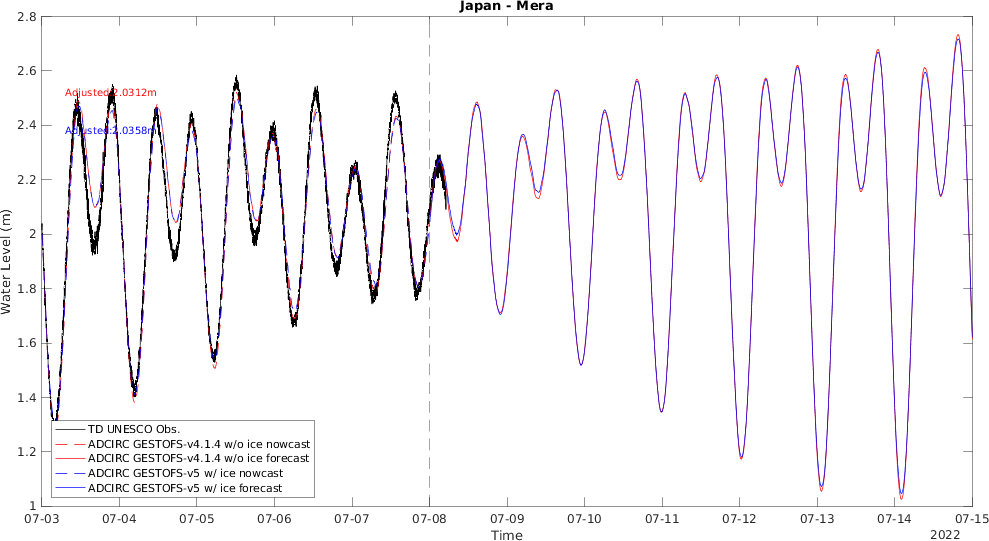 Japan - Mera
2.8
2.6
2.4
2.2
2
1.8
1.6
1.4
1.2
1
Water Level (m)
Adjusted:2.0312m
Adjusted:2.0358m
TD UNESCO Obs.
ADCIRC GESTOFS-v4.1.4 w/o ice nowcast
ADCIRC GESTOFS-v4.1.4 w/o ice forecast
ADCIRC GESTOFS-v5 w/ ice nowcast
ADCIRC GESTOFS-v5 w/ ice forecast
07-03 07-04 07-05 07-06 07-07 07-08 07-09 07-10 07-11 07-12 07-13 07-14 07-15
Time
2022